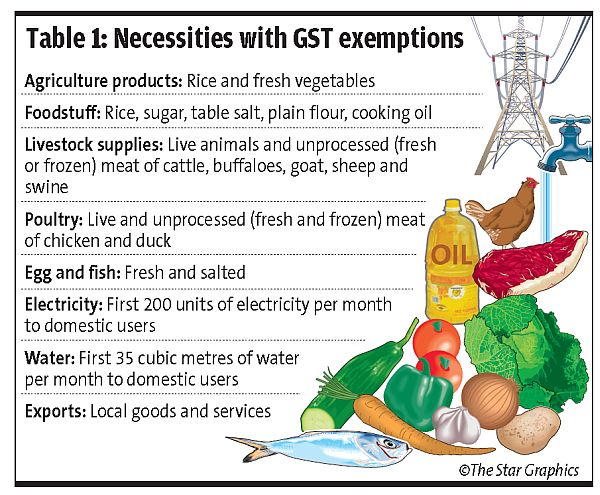 Table 1: Necessities with GST exemptions
Agriculture products: Rice and fresh vegetables
Foodstuff: Rice, sugar, table salt, plain flour, cooking oil
Livestock supplies: Live animals and unprocessed (fresh
or frozen) meat of cattle, buffaloes, goat, sheep and
swine
Poultry: Live and unprocessed (fresh and frozen) meat
of chicken and duck
OIL
Egg and fish: Fresh and salted
Electricity: First 200 units of electricity per month
to domestic users
Water: First 35 cubic metres of water
per month to domestic users
Exports: Local goods and services
©The Star Graphics